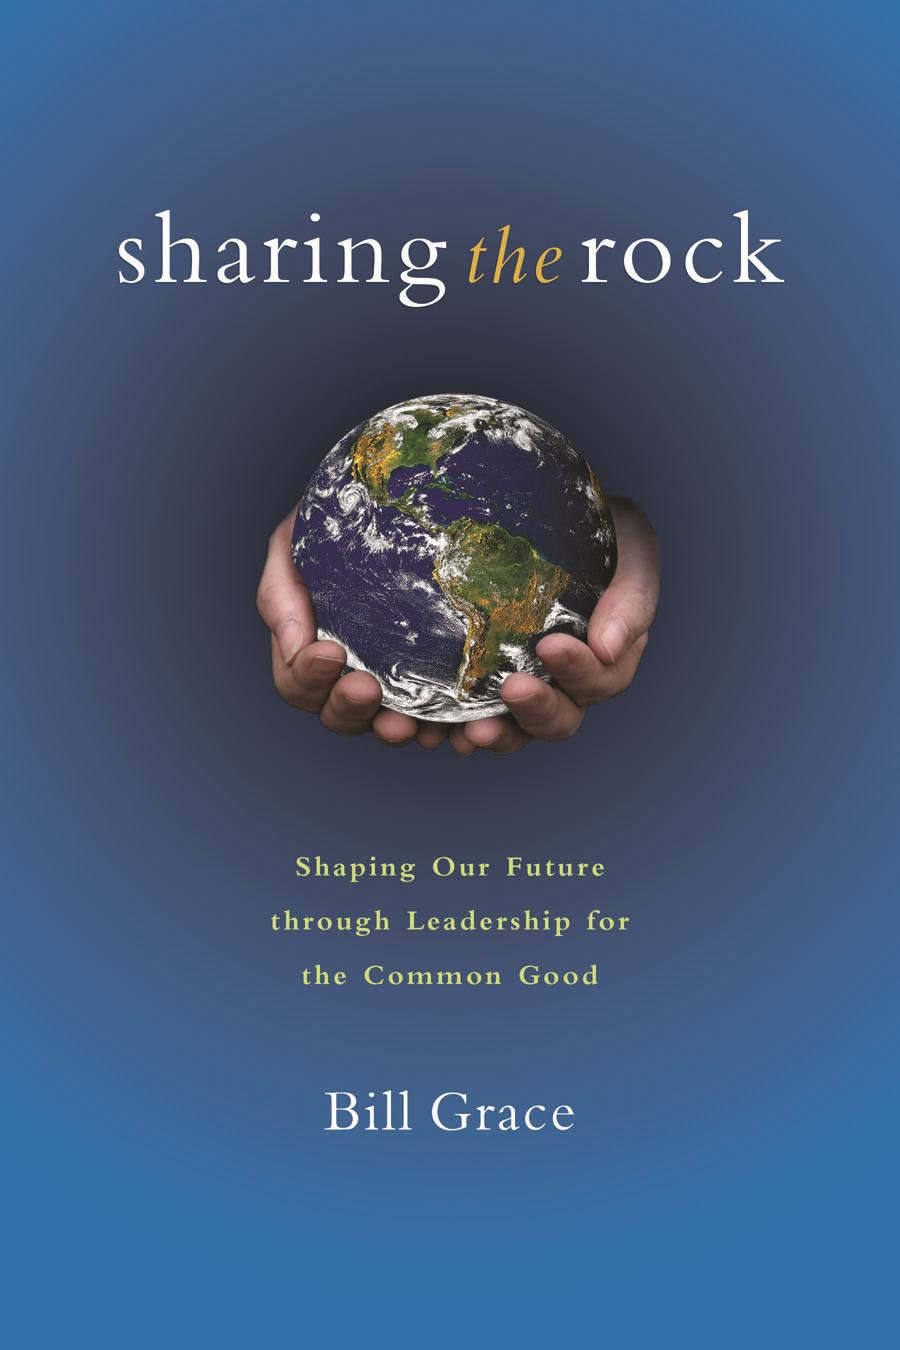 sharing the rock
Shaping Our Future
through Leadership for
the Common Good
Bill Grace